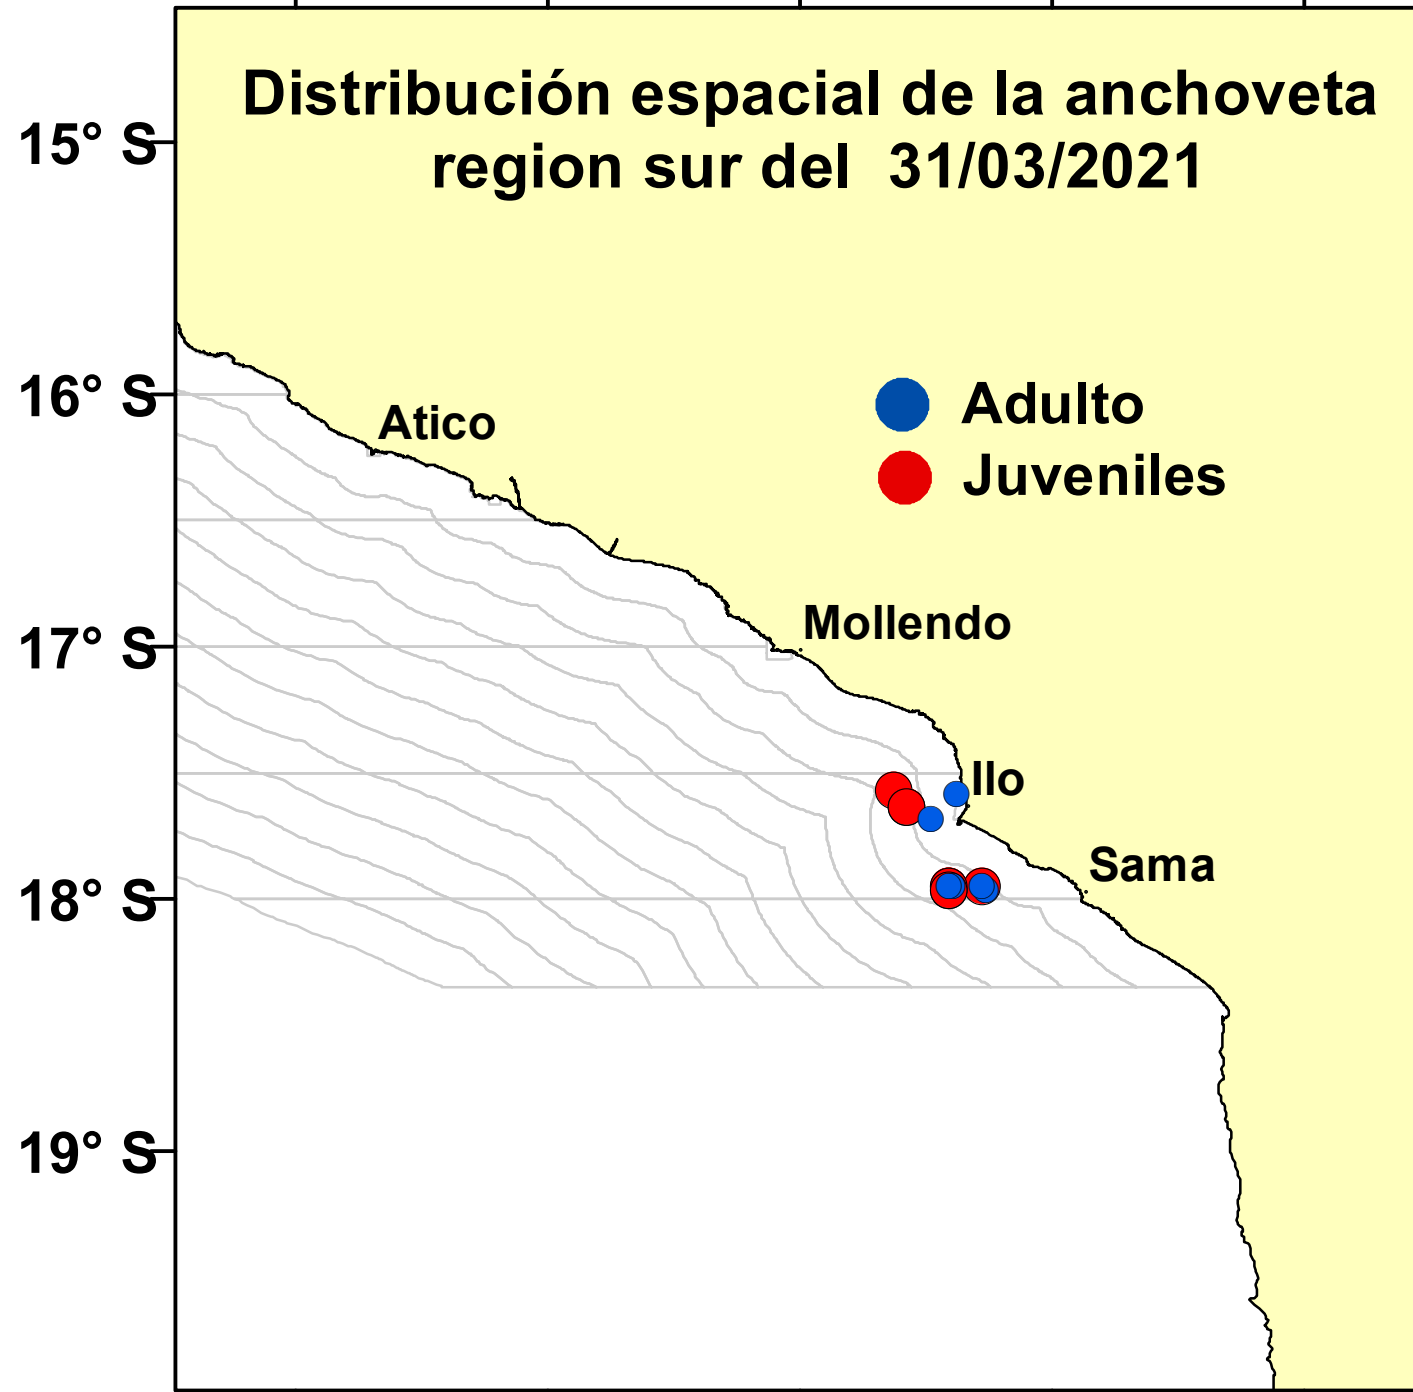 Distribución espacial de la anchoveta
region sur del 31/03/2021
15° S
16° S
Adulto
Atico
Juveniles
Mollendo
17° S
Ilo
Sama
18° S
19° S